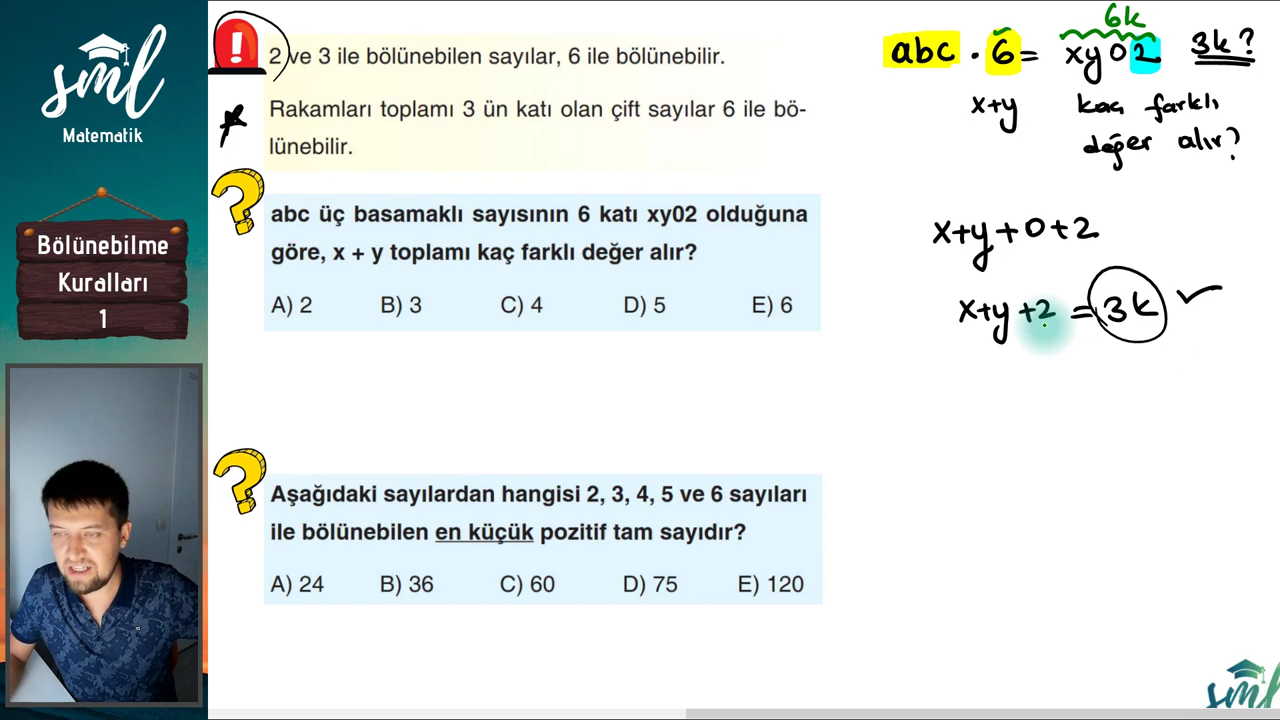 sml
Matematik
Bölünebilme
Kuralları
1
2 ve 3 ile bölünebilen sayılar, 6 ile bölünebilir.
Rakamları toplamı 3 ün katı olan çift sayılar 6 ile bö-
lünebilir.
abc üç basamaklı sayısının 6 katı xy02 olduğuna
göre, x + y toplamı kaç farklı değer alır?
A) 2 B) 3 C) 4 D) 5 E) 6
Aşağıdaki sayılardan hangisi 2, 3, 4, 5 ve 6 sayıları
ile bölünebilen en küçük pozitif tam sayıdır?
A) 24 B) 36 C) 60 D) 75 E) 120
6k
abc · 6 = xy02 3k?
x+y kaç farklı
değer alır?
x+y+0+2
x+y+2 = 3k
sml